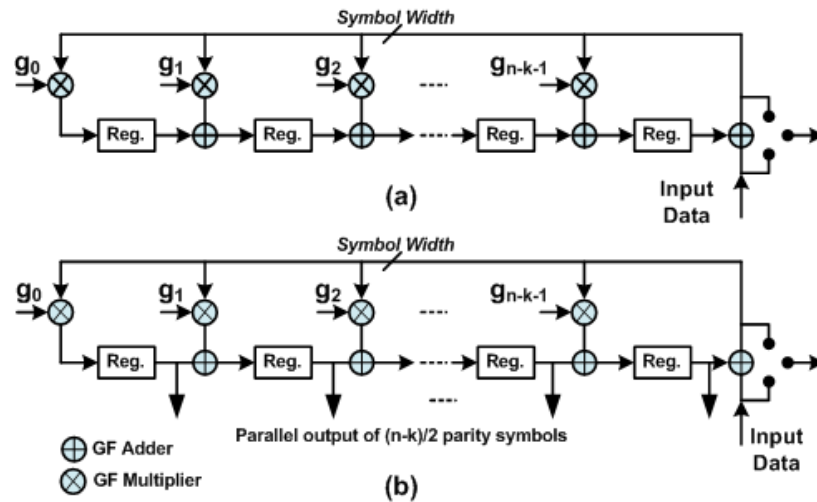 Symbol Width
g0 g1 g2 gn-k-1
Reg. Reg. Reg. Reg.
(a)
Input
Data
Symbol Width
g0 g1 g2 gn-k-1
Reg. Reg. Reg. Reg.
Parallel output of (n-k)/2 parity symbols
GF Adder
GF Multiplier
(b)
Input
Data